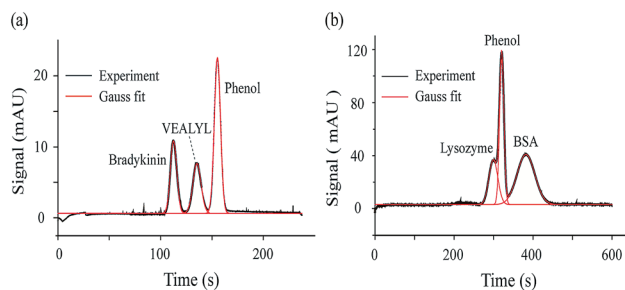 (a)
Signal (mAU)
20
10
0
Experiment
Gauss fit
Phenol
VEALYL
Bradykinin
0
100
200
Time (s)
(b)
Signal ( mAU)
120
80
40
0
Phenol
Experiment
Gauss fit
Lysozyme
BSA
0
200
400
600
Time (s)